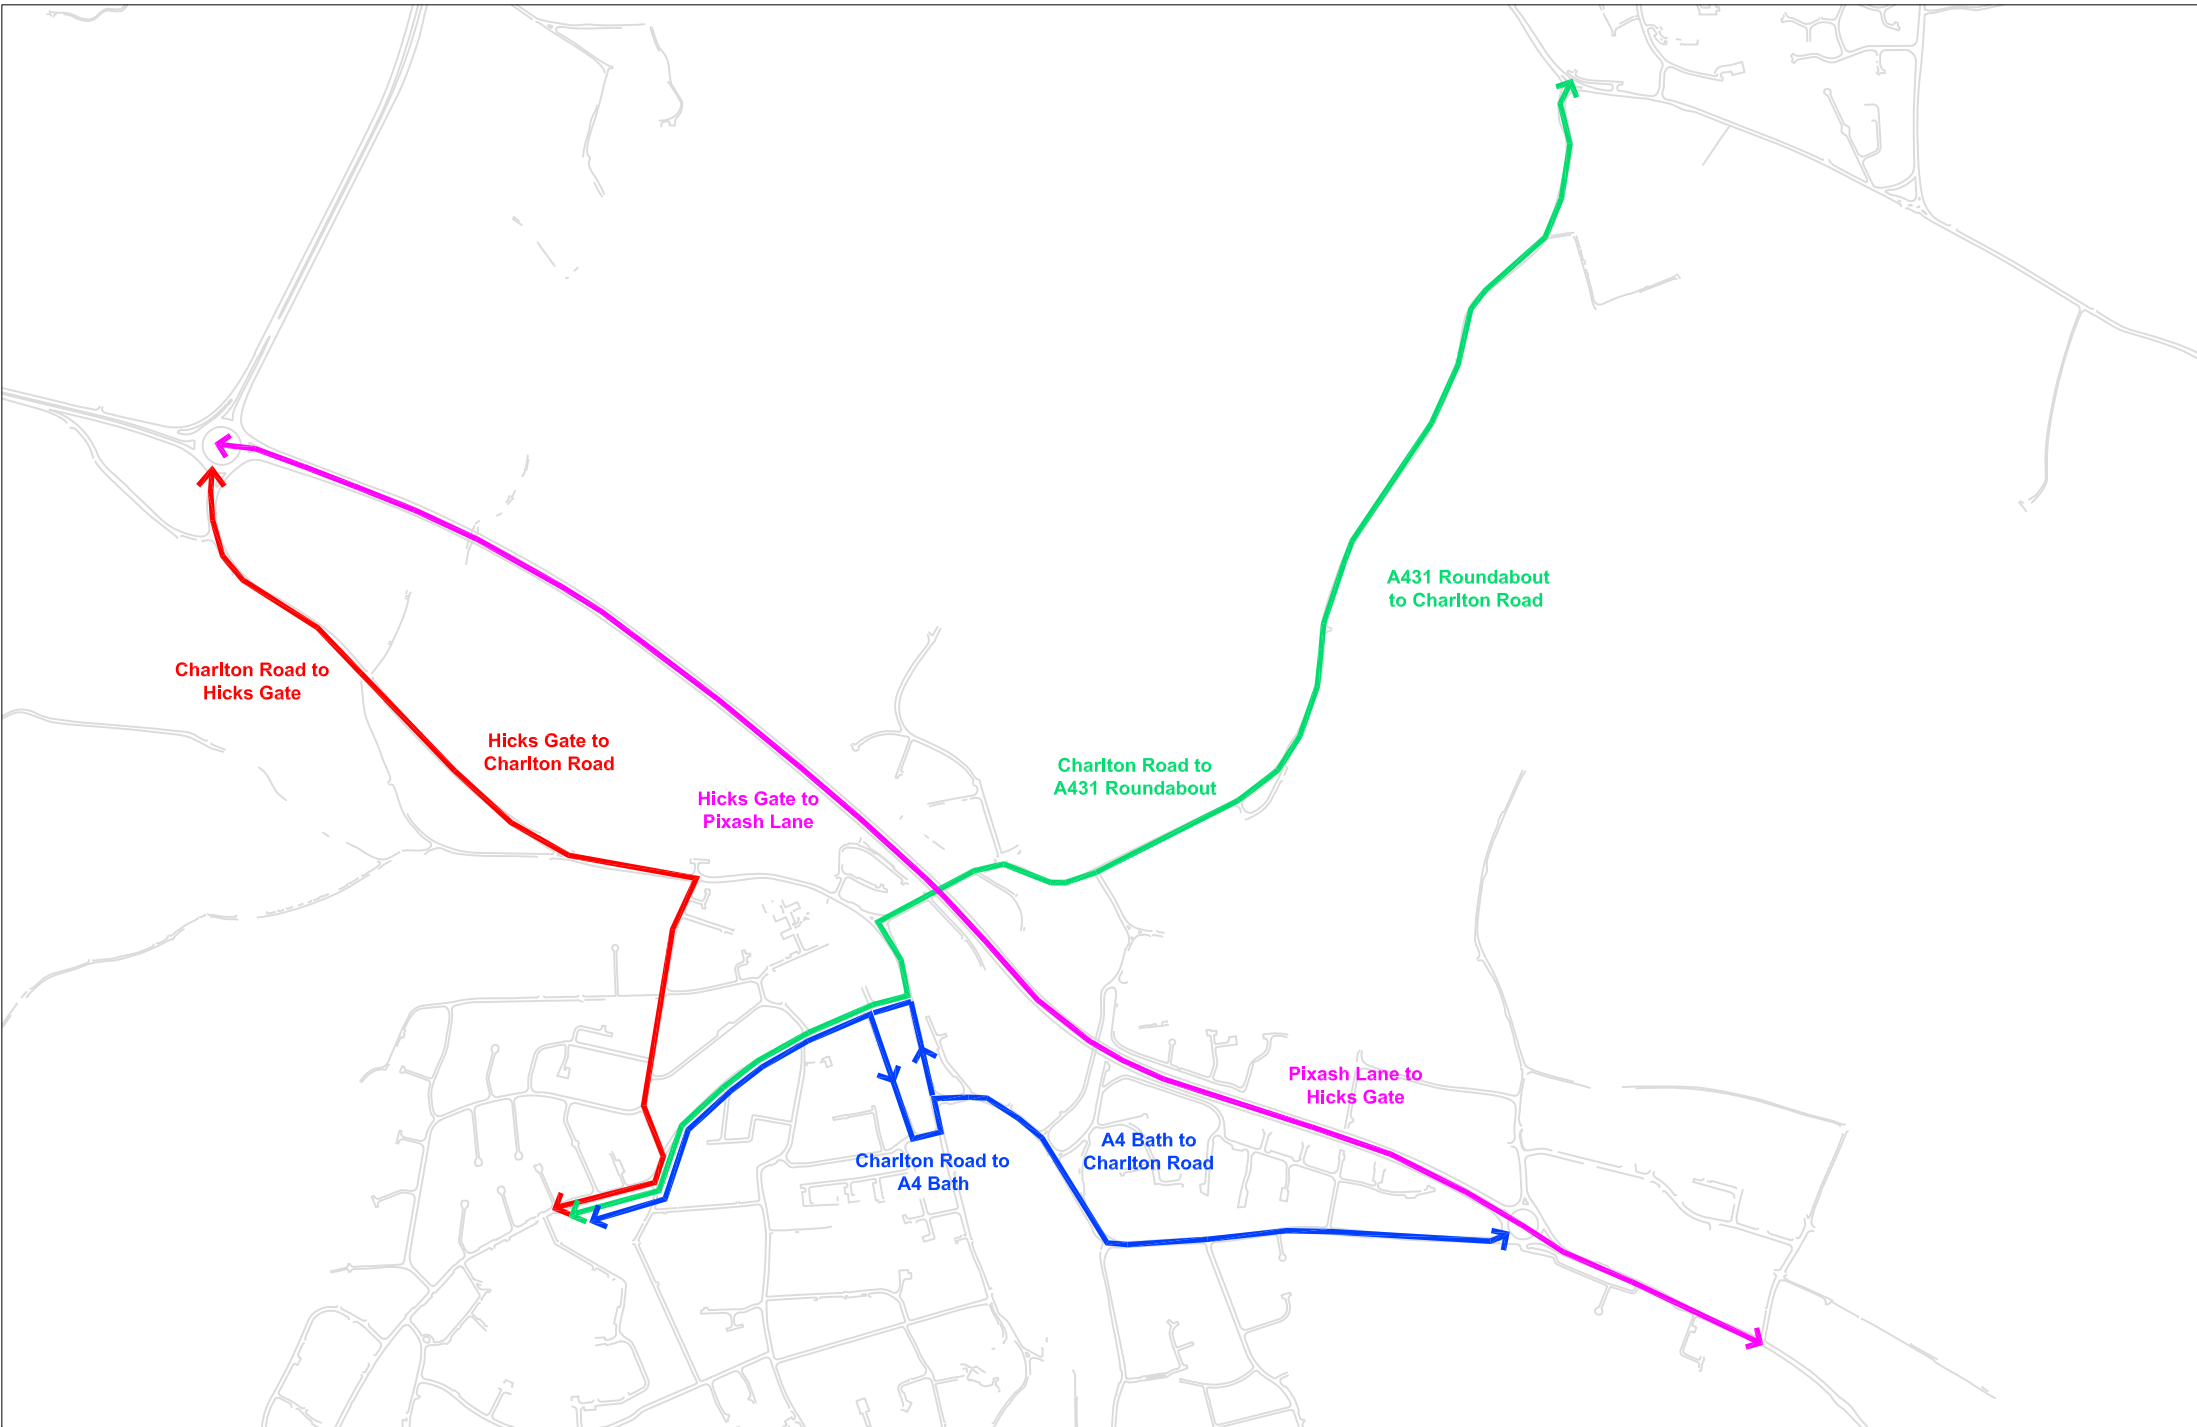 A431 Roundabout
to Charlton Road
Charlton Road to
Hicks Gate
Hicks Gate to
Charlton Road
Charlton Road to
A431 Roundabout
Hicks Gate to
Pixash Lane
Pixash Lane to
Hicks Gate
A4 Bath to
Charlton Road
Charlton Road to
A4 Bath